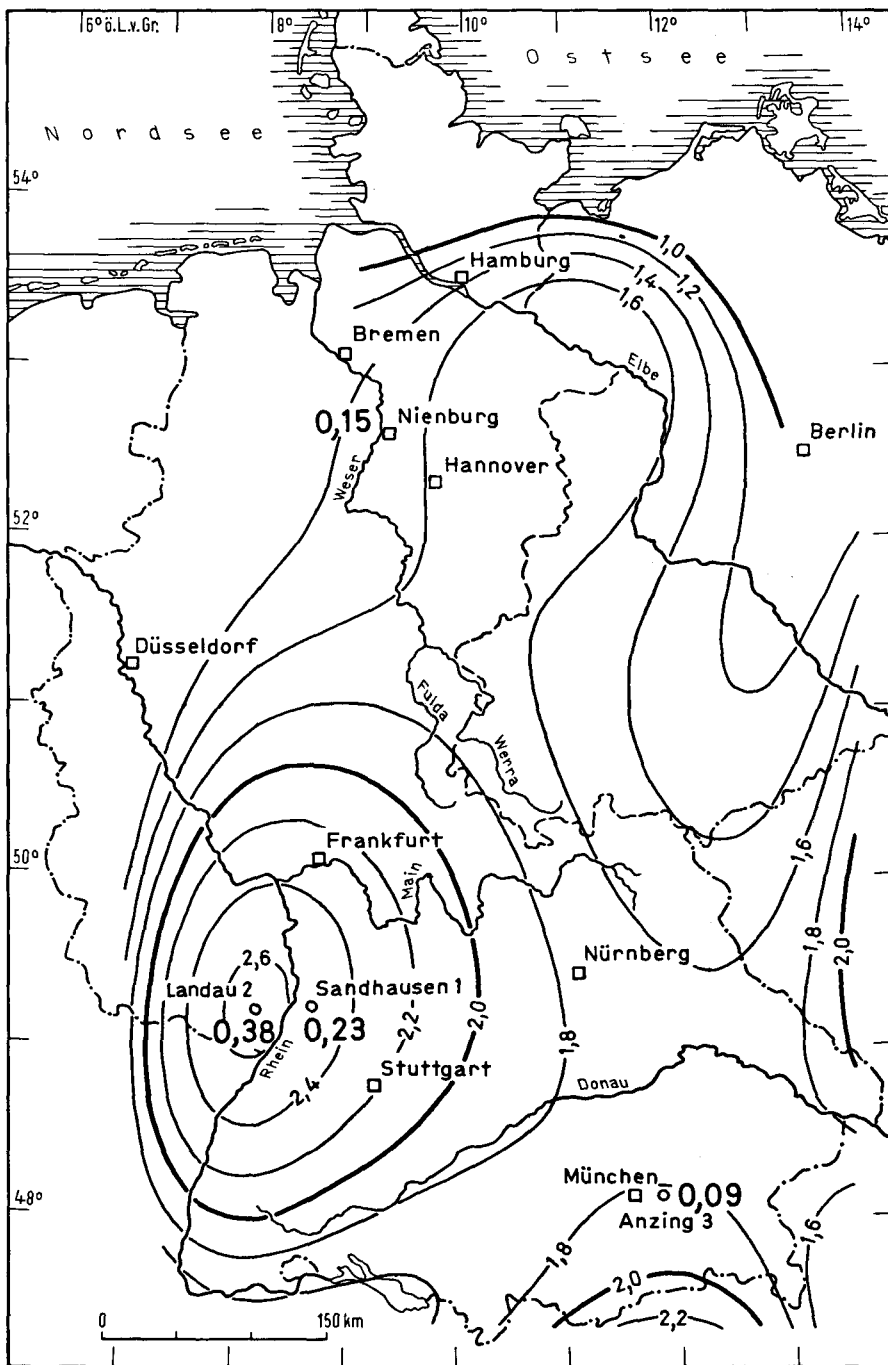 6° ö.L.v.Gr.
8°
10°
12°
14°
Ostsee
Nordsee
54°
1,0
Hamburg
1,4
1,2
1,6
Bremen
Elbe
0,15
Nienburg
Berlin
Hannover
Weser
52°
Düsseldorf
Fulda
Werra
Frankfurt
50°
1,6
Main
1,8
2,0
2,6
Nürnberg
Landau 2
Sandhausen 1
0,38
0,23
2,2
2,0
1,8
Rhein
Stuttgart
2,4
Donau
48°
München
0,09
Anzing 3
1,8
1,6
2,0
2,2
0
150 km